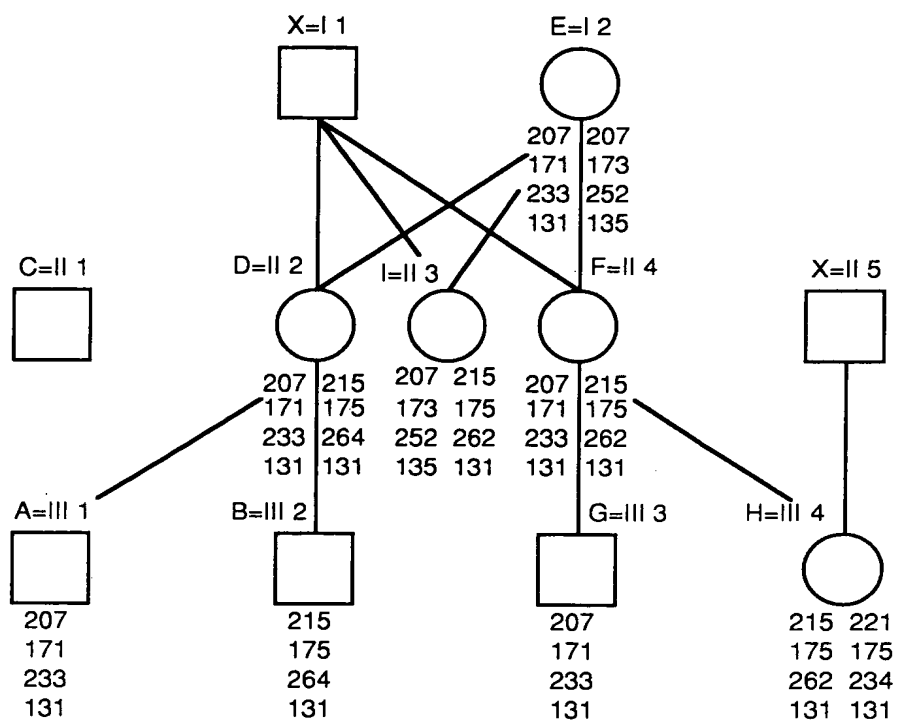 X=I 1
E=I 2
207 207
171 173
233 252
131 135
C=II 1
D=II 2
I=II 3
F=II 4
X=II 5
207 215
171 175
233 264
131 131
207 215
173 175
252 262
135 131
207 215
171 175
233 262
131 131
A=III 1
B=III 2
G=III 3
H=III 4
207
171
233
131
215
175
264
131
207
171
233
131
215 221
175 175
262 234
131 131